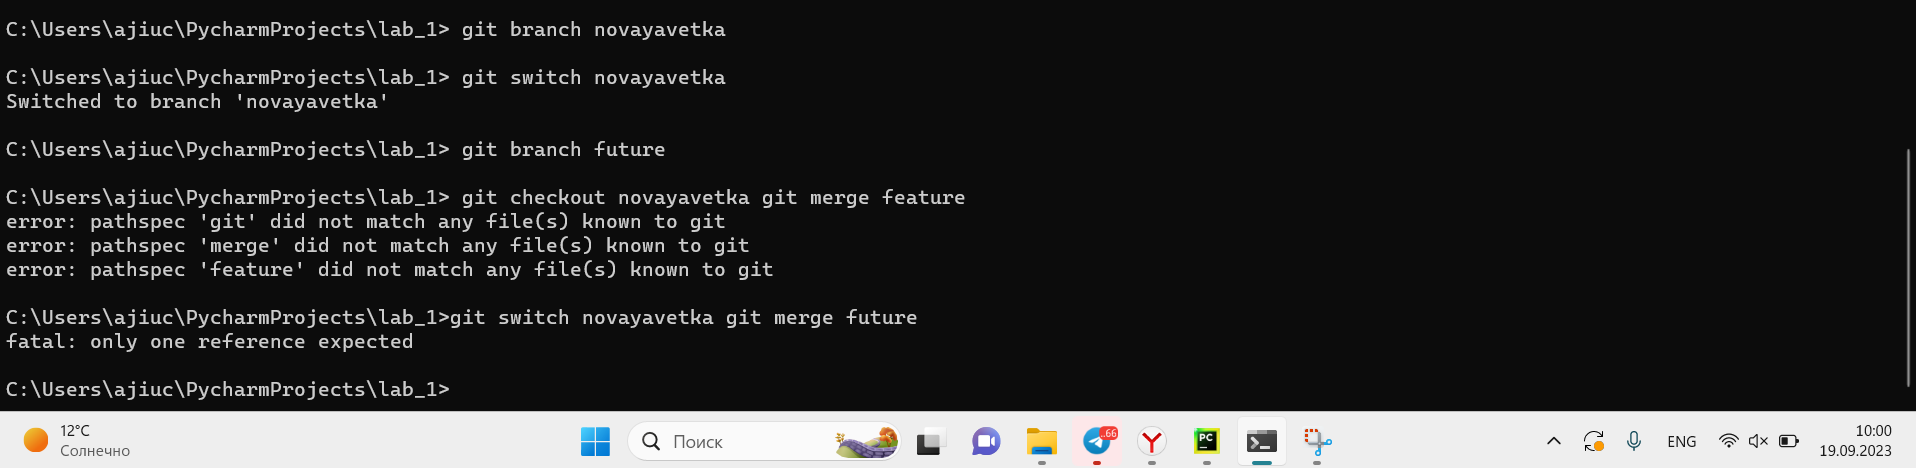 C:\Users\ajiuc\PycharmProjects\lab_1> git branch novayavetka
C:\Users\ajiuc\PycharmProjects\lab_1> git switch novayavetka
Switched to branch 'novayavetka'
C:\Users\ajiuc\PycharmProjects\lab_1> git branch future
C:\Users\ajiuc\PycharmProjects\lab_1> git checkout novayavetka git merge feature
error: pathspec 'git' did not match any file(s) known to git
error: pathspec 'merge' did not match any file(s) known to git
error: pathspec 'feature' did not match any file(s) known to git
C:\Users\ajiuc\PycharmProjects\lab_1>git switch novayavetka git merge future
fatal: only one reference expected
C:\Users\ajiuc\PycharmProjects\lab_1>
12°C
Солнечно
Поиск
..66
PC
ENG
10:00
19.09.2023